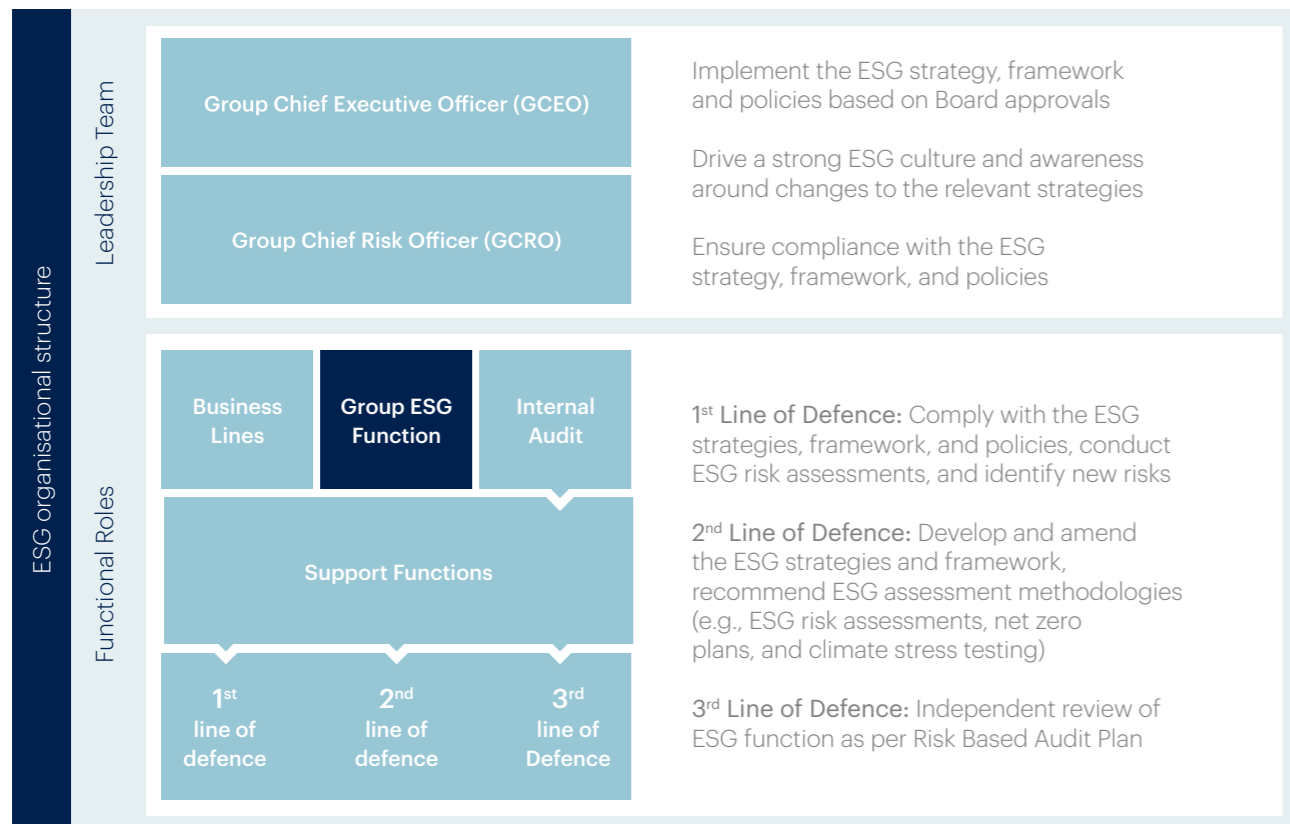 ESG organisational structure
Leadership Team
Group Chief Executive Officer (GCEO)
Group Chief Risk Officer (GCRO)
Implement the ESG strategy, framework
and policies based on Board approvals
Drive a strong ESG culture and awareness
around changes to the relevant strategies
Ensure compliance with the ESG
strategy, framework, and policies
Functional Roles
Business
Lines
Group ESG
Function
Internal
Audit
Support Functions
1st
line of
defence
2nd
line of
defence
3rd
line of
Defence
1st Line of Defence: Comply with the ESG
strategies, framework, and policies, conduct
ESG risk assessments, and identify new risks
2nd Line of Defence: Develop and amend
the ESG strategies and framework,
recommend ESG assessment methodologies
(e.g., ESG risk assessments, net zero
plans, and climate stress testing)
3rd Line of Defence: Independent review of
ESG function as per Risk Based Audit Plan